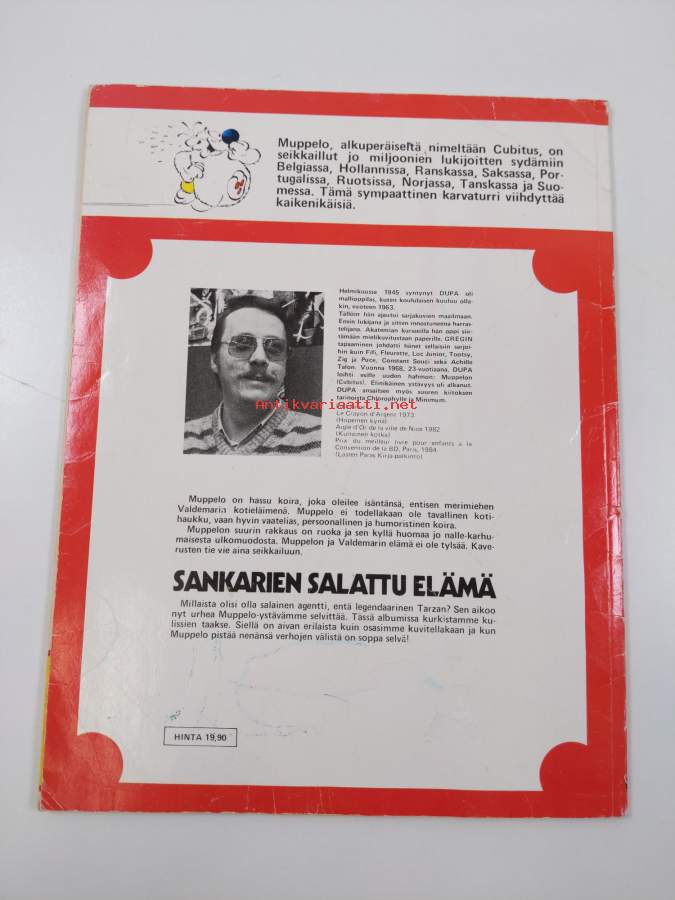 Muppelo, alkuperäiseltä nimeltään Cubitus, on
seikkaillut jo miljoonien lukijoitten sydämiin
Belgiassa, Hollannissa, Ranskassa, Saksassa, Por-
tugalissa, Ruotsissa, Norjassa, Tanskassa ja Suo-
messa. Tämä sympaattinen karvaturri viihdyttää
kaikenikäisiä.
Helmikuussa 1945 syntynyt DUPA oli
mallioppilas, kuten koululaisen kuuluu olla-
kin, vuoteen 1963.
Tällöin hän ajautui sarjakuvien maailmaan.
Ensin lukijana ja sitten innostuneena harras-
telijana. Akatemian kursseilla hän oppi siir-
tämään mielikuvitustaan paperille. GREGIN
tapaaminen johdatti hänet sellaisiin sarjoi-
hin kuin Fifi, Fleurette, Luc Junior, Tootsy,
Zig ja Puce, Constant Souci sekä Achille
Talon. Vuonna 1968, 23-vuotiaana, DUPA
loihti esille uuden hahmon: Muppelon
(Cubitus). Elinikäinen ystävyys oli alkanut.
DUPA ansaitsee myös suuren kiitoksen
tarinoista Chlorophylle ja Minimum.
Antikvariaatti.net
Le Crayon d'Argent 1973
(Hopeinen kynä)
Aigle d'Or de la ville de Nice 1982
(Kultainen kotka)
Prix du meilleur livre pour enfants a la
Convention de la BD, Paris, 1984
(Lasten Paras Kirja-palkinto)
Muppelo on hassu koira, joka oleilee isäntänsä, entisen merimiehen
Valdemarin kotieläimenä. Muppelo ei todellakaan ole tavallinen koti-
haukku, vaan hyvin vaatelias, persoonallinen ja humoristinen koira.
Muppelon suurin rakkaus on ruoka ja sen kyllä huomaa jo nalle-karhu-
maisesta ulkomuodosta. Muppelon ja Valdemarin elämä ei ole tylsää. Kave-
rusten tie vie aina seikkailuun.
SANKARIEN SALATTU ELÄMÄ
Millaista olisi olla salainen agentti, entä legendaarinen Tarzan? Sen aikoo
nyt urhea Muppelo-ystävämme selvittää. Tässä albumissa kurkistamme ku-
lissien taakse. Siellä on aivan erilaista kuin osasimme kuvitellakaan ja kun
Muppelo pistää nenänsä verhojen välistä on soppa selvä!
HINTA 19,90